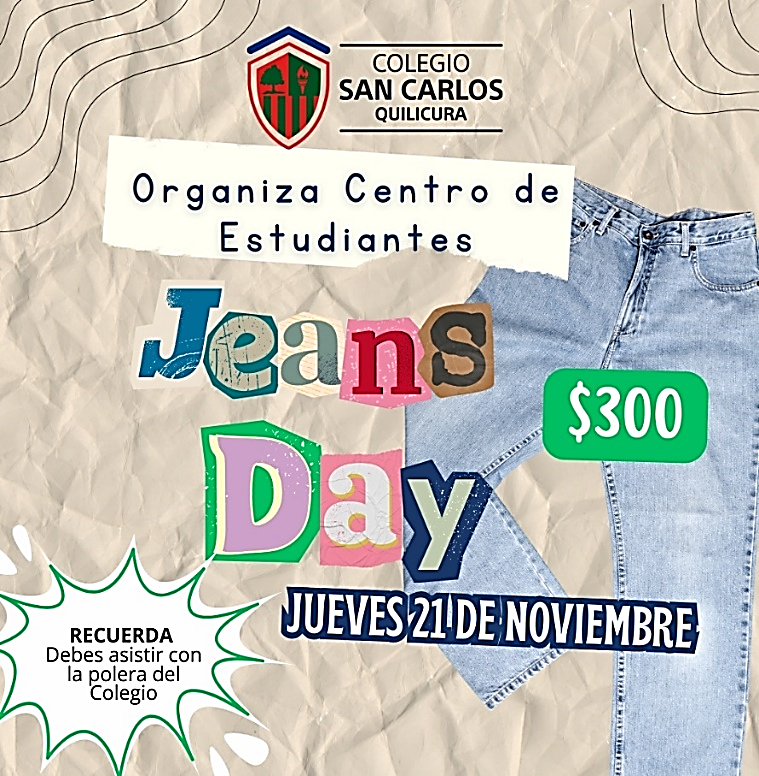 COLEGIO
SAN CARLOS
QUILICURA
Organiza Centro de
Estudiantes
Jeans
Day
$300
JUEVES 21 DE NOVIEMBRE
RECUERDA
Debes asistir con
la polera del
Colegio